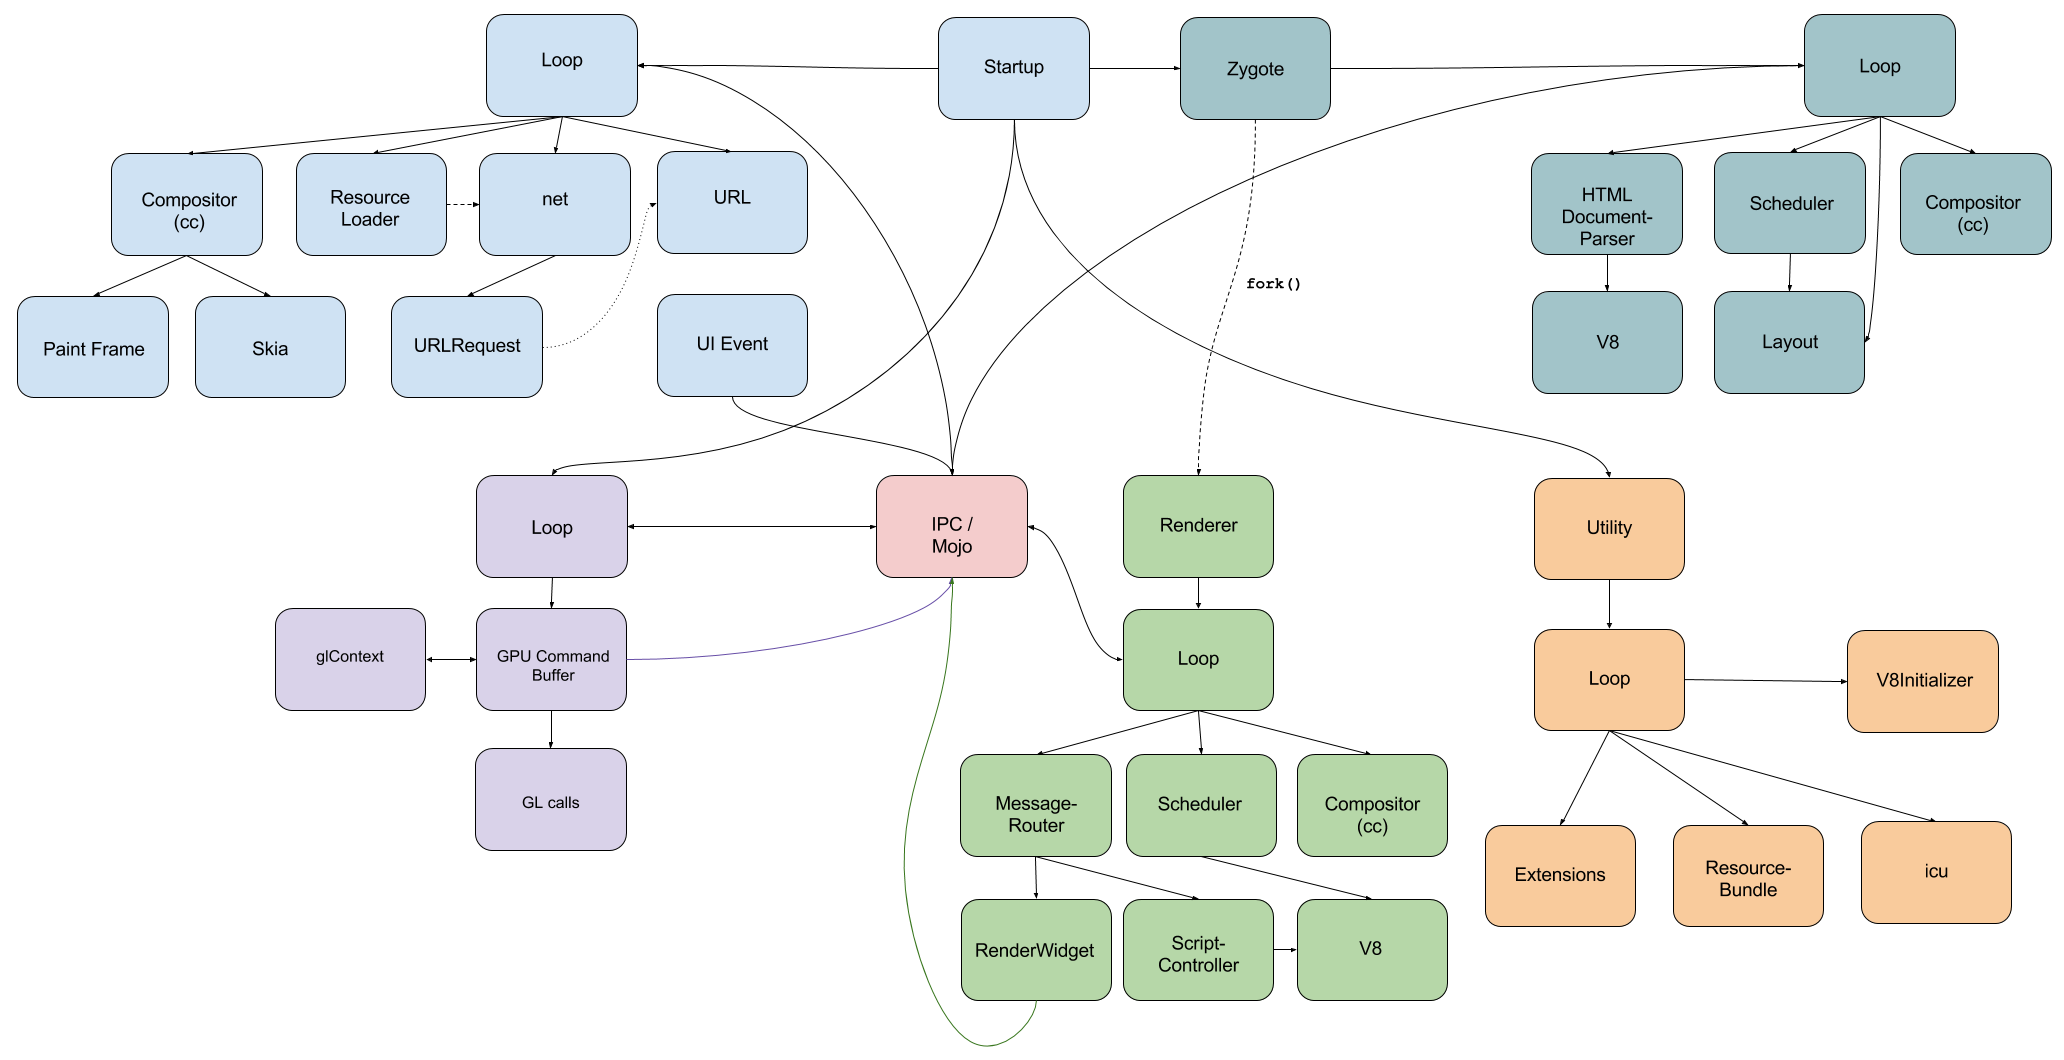 Loop
Startup
Zygote
Loop
Compositor
(cc)
Resource
Loader
net
URL
HTML
Document-
Parser
Scheduler
Compositor
(cc)
fork()
Paint Frame
Skia
URLRequest
UI Event
V8
Layout
Loop
IPC /
Mojo
Renderer
Utility
glContext
GPU Command
Buffer
Loop
Loop
V8Initializer
GL calls
Message-
Router
Scheduler
Compositor
(cc)
Extensions
Resource-
Bundle
icu
RenderWidget
Script-
Controller
V8